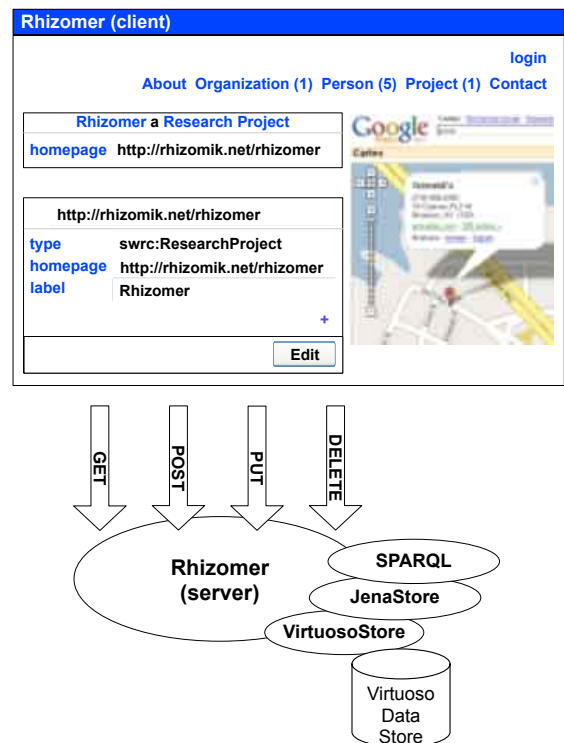 Rhizomer (client)
login
About Organization (1) Person (5) Project (1) Contact
Rhizomer a Research Project
homepage http://rhizomik.net/rhizomer
http://rhizomik.net/rhizomer
type swrc:ResearchProject
homepage http://rhizomik.net/rhizomer
label Rhizomer
+
Edit
Google
GET
POST
PUT
DELETE
Rhizomer
(server)
SPARQL
JenaStore
VirtuosoStore
Virtuoso
Data
Store